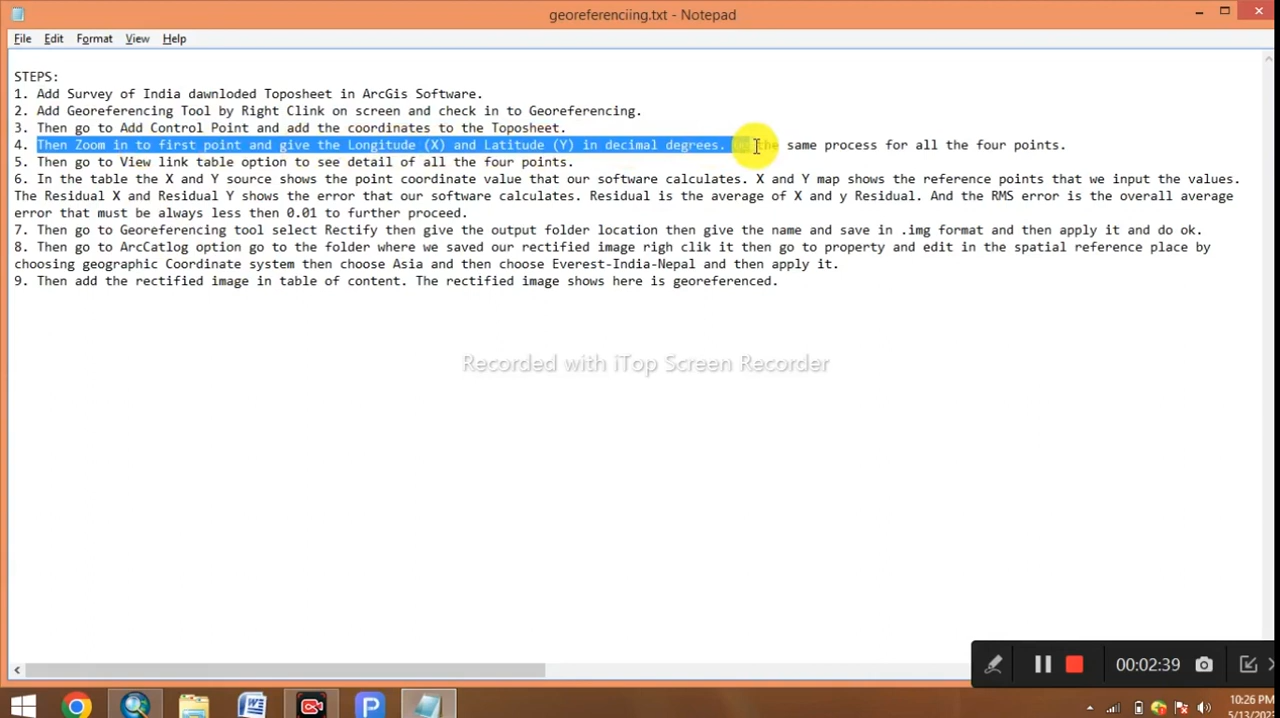 georeferenciing.txt - Notepad
File Edit Format View Help
STEPS:
1. Add Survey of India dawnloded Toposheet in ArcGis Software.
2. Add Georeferencing Tool by Right Clink on screen and check in to Georeferencing.
3. Then go to Add Control Point and add the coordinates to the Toposheet.
4. Then Zoom in to first point and give the Longitude (X) and Latitude (Y) in decimal degrees. the same process for all the four points.
5. Then go to View link table option to see detail of all the four points.
6. In the table the X and Y source shows the point coordinate value that our software calculates. X and Y map shows the reference points that we input the values.
The Residual X and Residual Y shows the error that our software calculates. Residual is the average of X and y Residual. And the RMS error is the overall average
error that must be always less then 0.01 to further proceed.
7. Then go to Georeferencing tool select Rectify then give the output folder location then give the name and save in .img format and then apply it and do ok.
8. Then go to ArcCatlog option go to the folder where we saved our rectified image righ clik it then go to property and edit in the spatial reference place by
choosing geographic Coordinate system then choose Asia and then choose Everest-India-Nepal and then apply it.
9. Then add the rectified image in table of content. The rectified image shows here is georeferenced.
Recorded with iTop Screen Recorder
00:02:39
10:26 PM